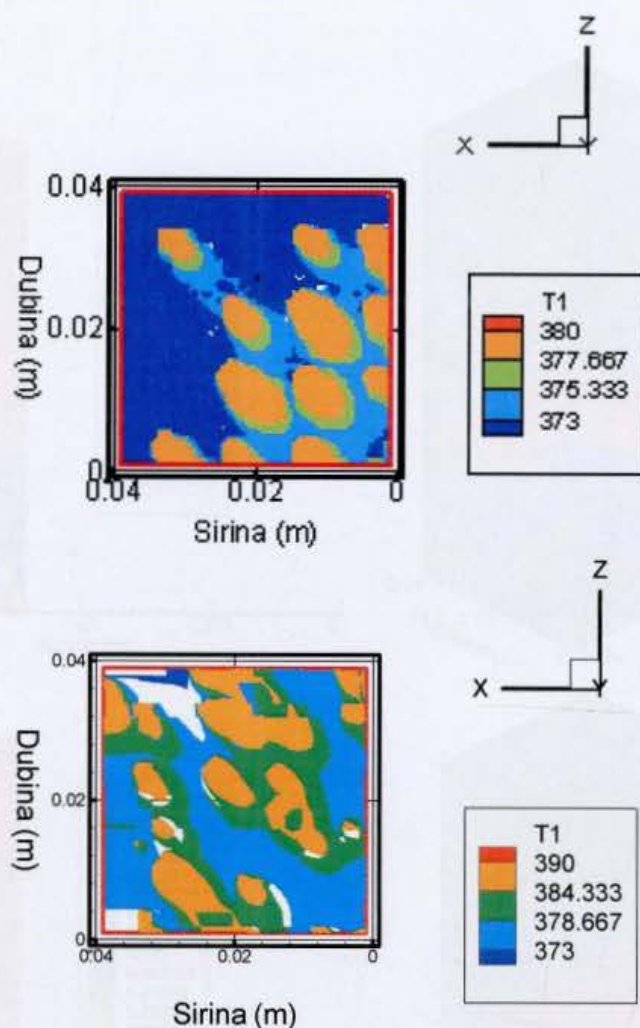 Z
X
Y
0.04
Dubina (m)
0.02
0
0.04 0.02 0
Sirina (m)
T1
380
377.667
375.333
373
Z
X
Y
0.04
Dubina (m)
0.02
0
0.04 0.02 0
Sirina (m)
T1
390
384.333
378.667
373